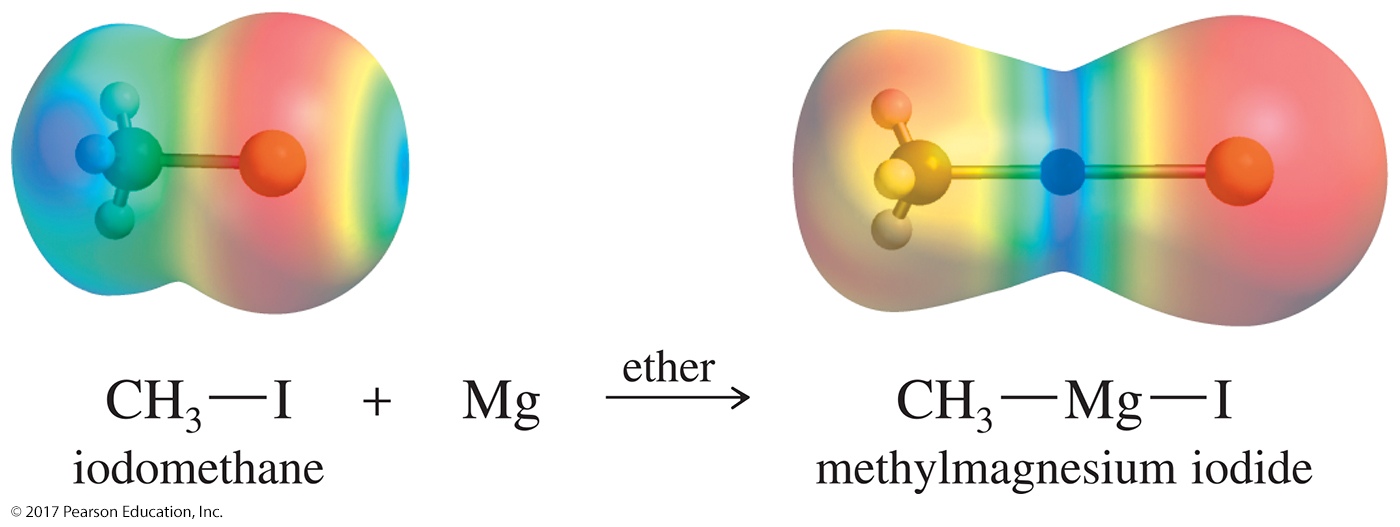 ether
CH₃—I + Mg ⟶ CH₃—Mg—I
iodomethane methylmagnesium iodide
© 2017 Pearson Education, Inc.